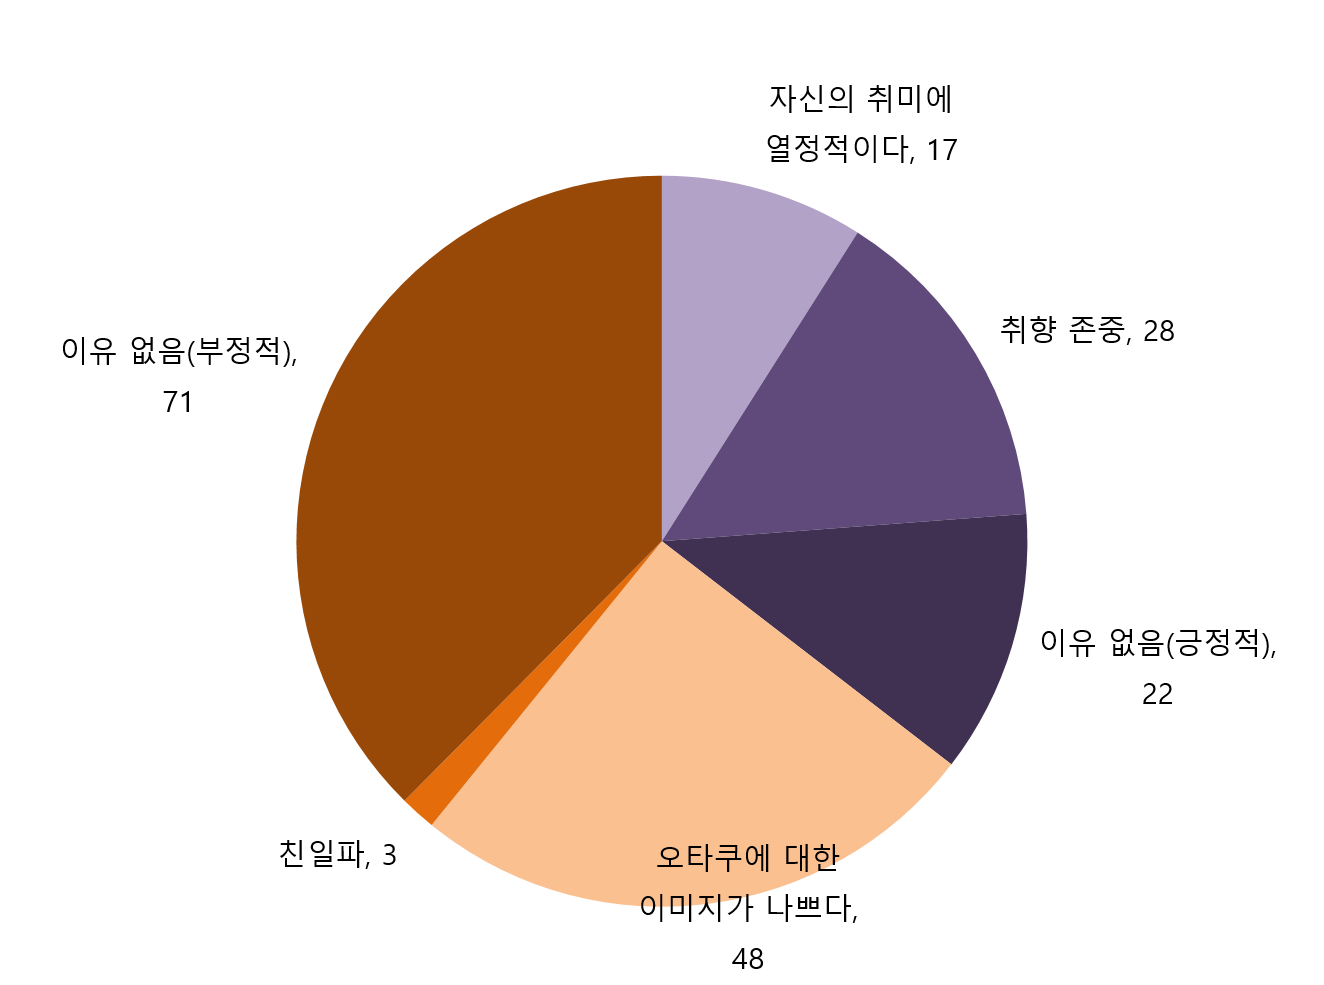 자신의 취미에
열정적이다, 17
취향 존중, 28
이유 없음(긍정적),
22
오타쿠에 대한
이미지가 나쁘다,
48
친일파, 3
이유 없음(부정적),
71